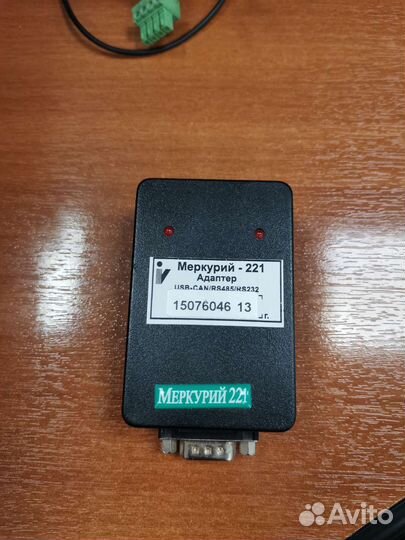 Меркурий - 221
Адаптер
USB-CAN/RS485/RS232
15076046 13
г.
МЕРКУРИЙ 221
Avito